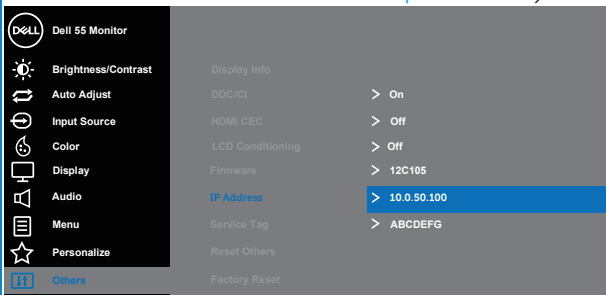 DELL
Dell 55 Monitor
Brightness/Contrast
Display Info
Auto Adjust
DDC/CI > On
Input Source
HDMI CEC > Off
Color
LCD Conditioning > Off
Display
Firmware > 12C105
Audio
IP Address > 10.0.50.100
Menu
Service Tag > ABCDEFG
Personalize
Reset Others
Others
Factory Reset